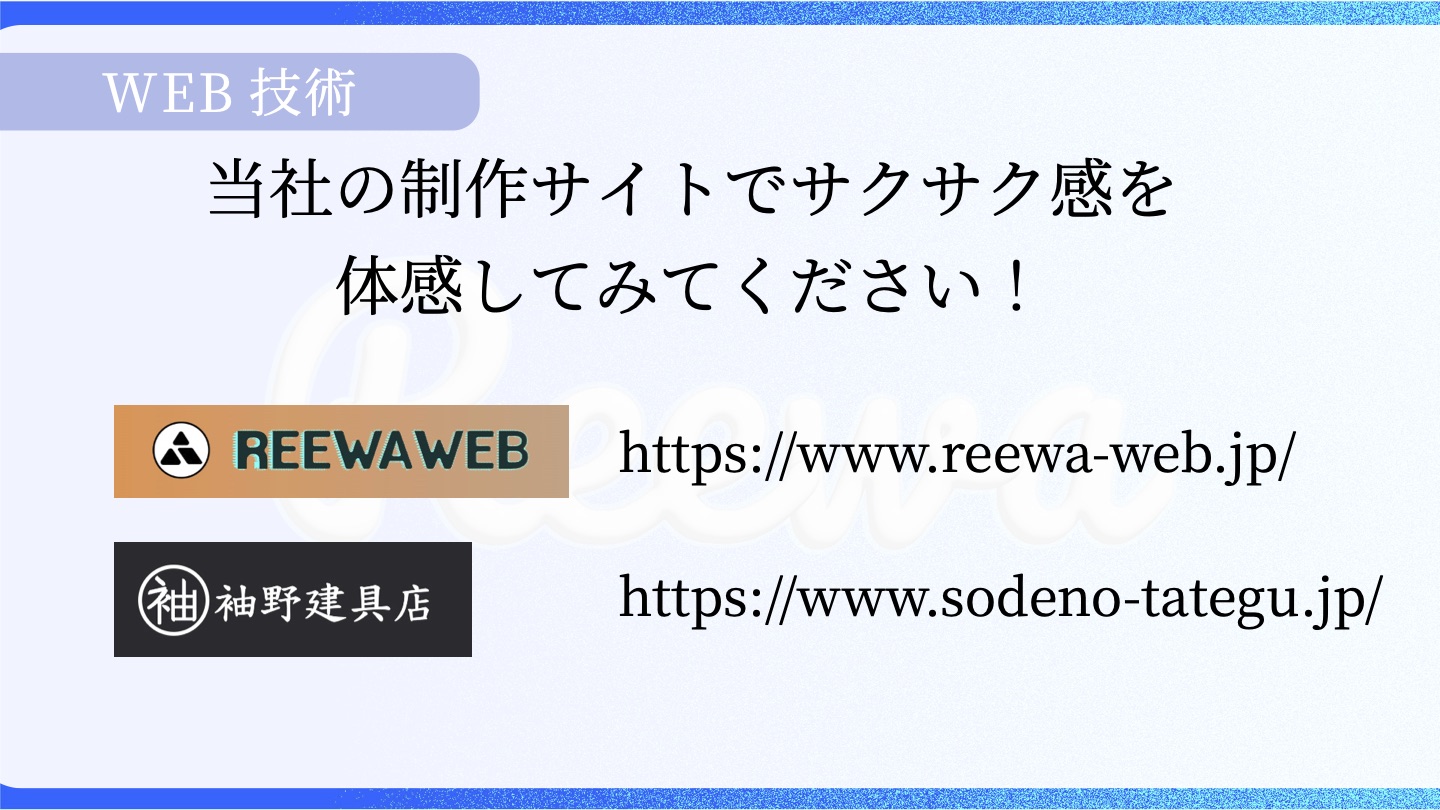 WEB 技術
当社の制作サイトでサクサク感を
体感してみてください！
REEWAWEB
https://www.reewa-web.jp/
袖 袖野建具店
https://www.sodeno-tategu.jp/
Reewa